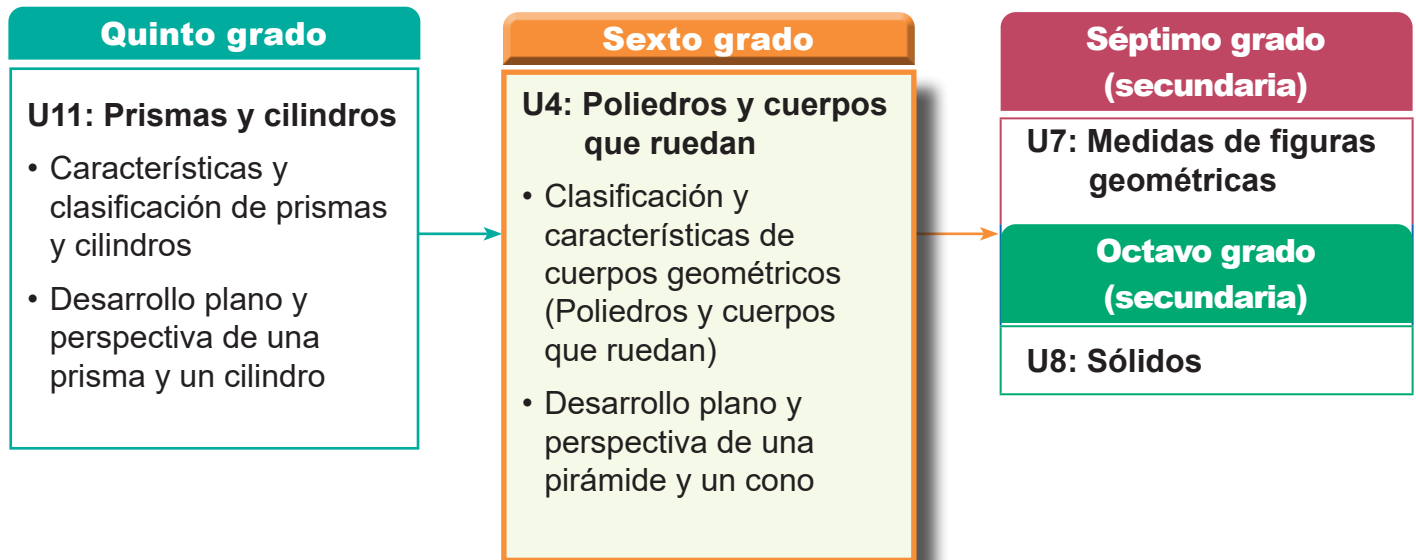 Quinto grado
U11: Prismas y cilindros
• Características y
clasificación de prismas
y cilindros
• Desarrollo plano y
perspectiva de una
prisma y un cilindro
Sexto grado
U4: Poliedros y cuerpos
que ruedan
• Clasificación y
características de
cuerpos geométricos
(Poliedros y cuerpos
que ruedan)
• Desarrollo plano y
perspectiva de una
pirámide y un cono
Séptimo grado
(secundaria)
U7: Medidas de figuras
geométricas
Octavo grado
(secundaria)
U8: Sólidos